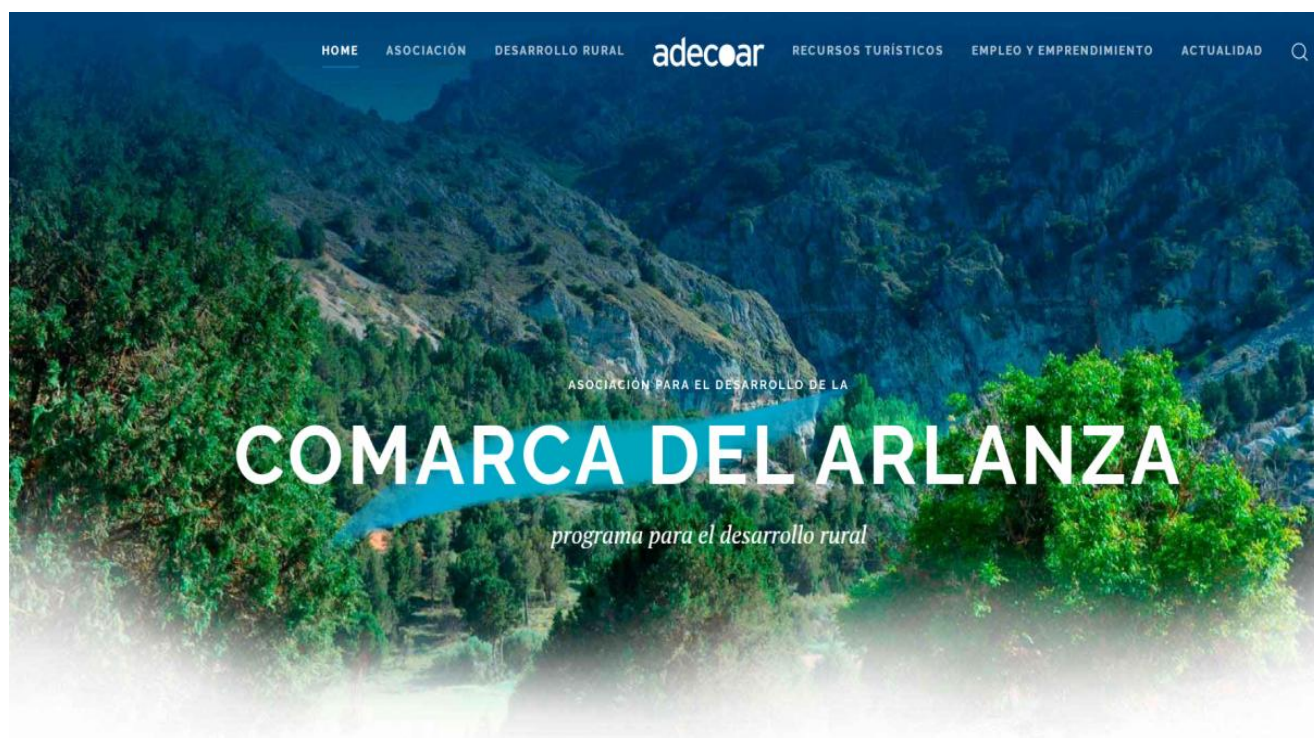 HOME ASOCIACIÓN DESARROLLO RURAL adecoar RECURSOS TURÍSTICOS EMPLEO Y EMPRENDIMIENTO ACTUALIDAD
ASOCIACIÓN PARA EL DESARROLLO DE LA
COMARCA DEL ARLANZA
programa para el desarrollo rural